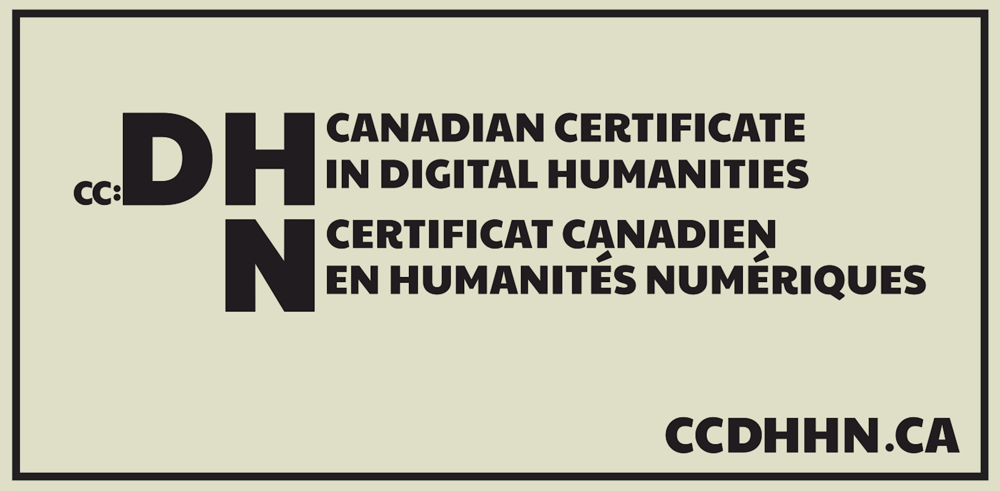 CC:DH
N
CANADIAN CERTIFICATE
IN DIGITAL HUMANITIES
CERTIFICAT CANADIEN
EN HUMANITÉS NUMÉRIQUES
CCDHHN.CA